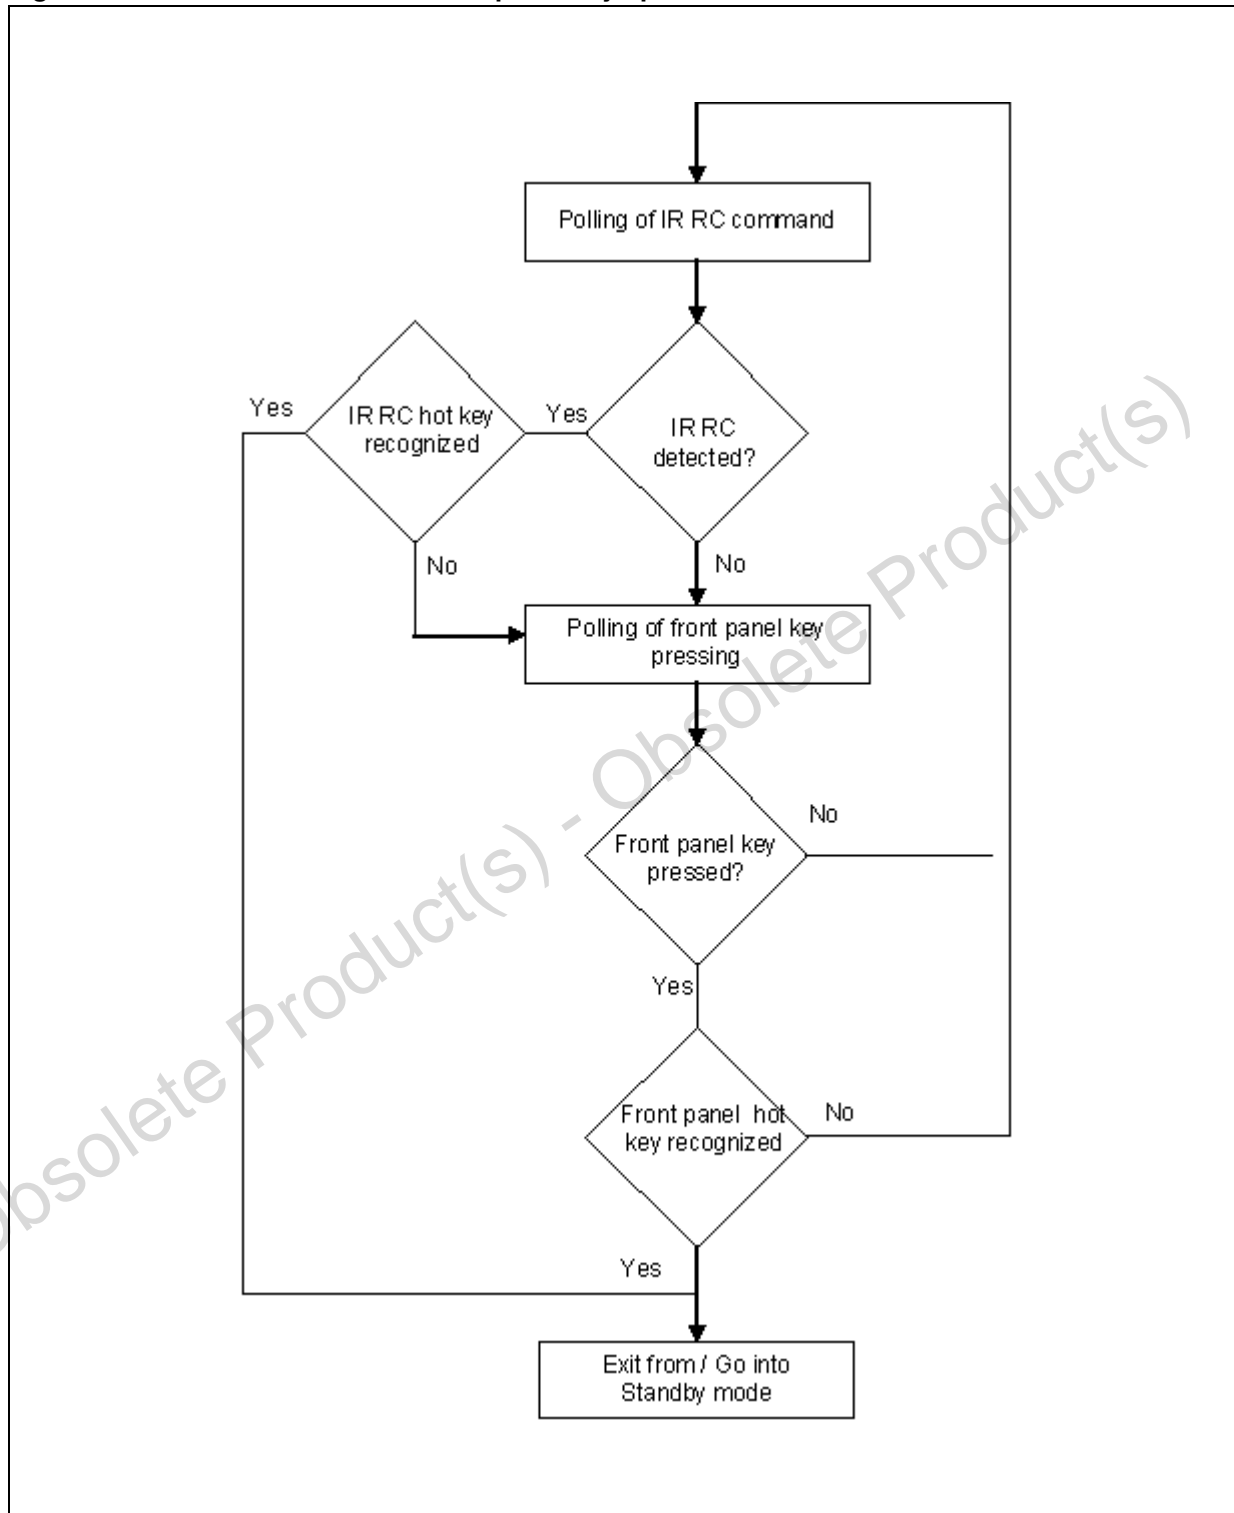 Polling of IR RC command
Yes
IR RC hot key
recognized
Yes
IR RC
detected?
No
No
Polling of front panel key
pressing
Front panel key
pressed?
No
Yes
Front panel hot
key recognized
No
Yes
Exit from / Go into
Standby mode
Obsolete Product(s) - Obsolete Product(s)